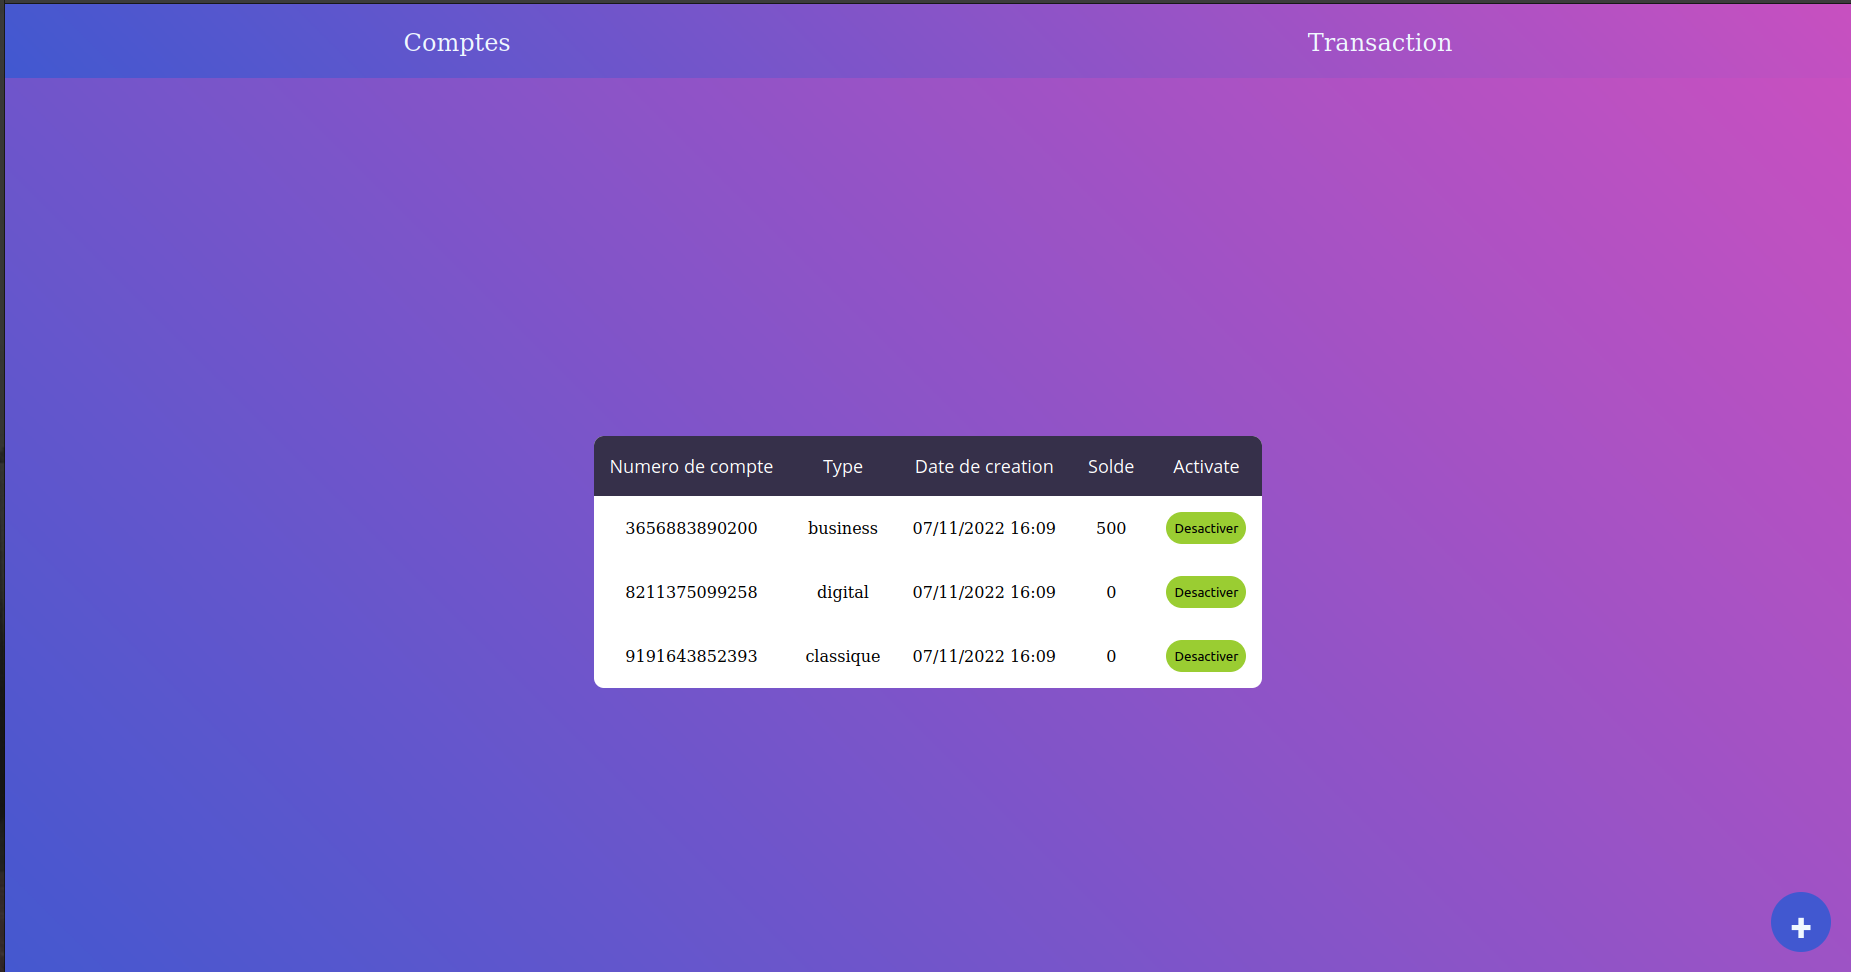 Comptes Transaction
Numero de compte Type Date de creation Solde Activate
3656883890200 business 07/11/2022 16:09 500 Desactiver
8211375099258 digital 07/11/2022 16:09 0 Desactiver
9191643852393 classique 07/11/2022 16:09 0 Desactiver
+